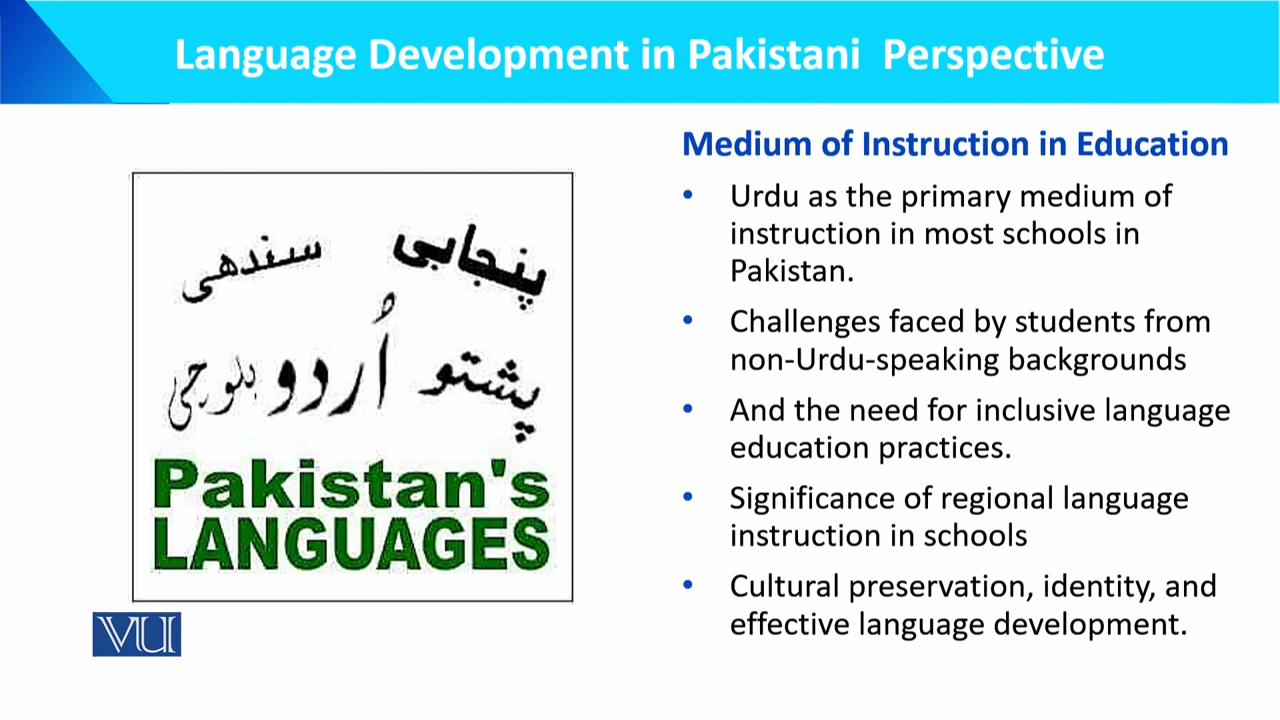 Language Development in Pakistani  Perspective
سندھی
پنجابی
بلوچی
اُردو
پشتو
Pakistan's
LANGUAGES
VU
Medium of Instruction in Education
• Urdu as the primary medium of
instruction in most schools in
Pakistan.
• Challenges faced by students from
non-Urdu-speaking backgrounds
• And the need for inclusive language
education practices.
• Significance of regional language
instruction in schools
• Cultural preservation, identity, and
effective language development.